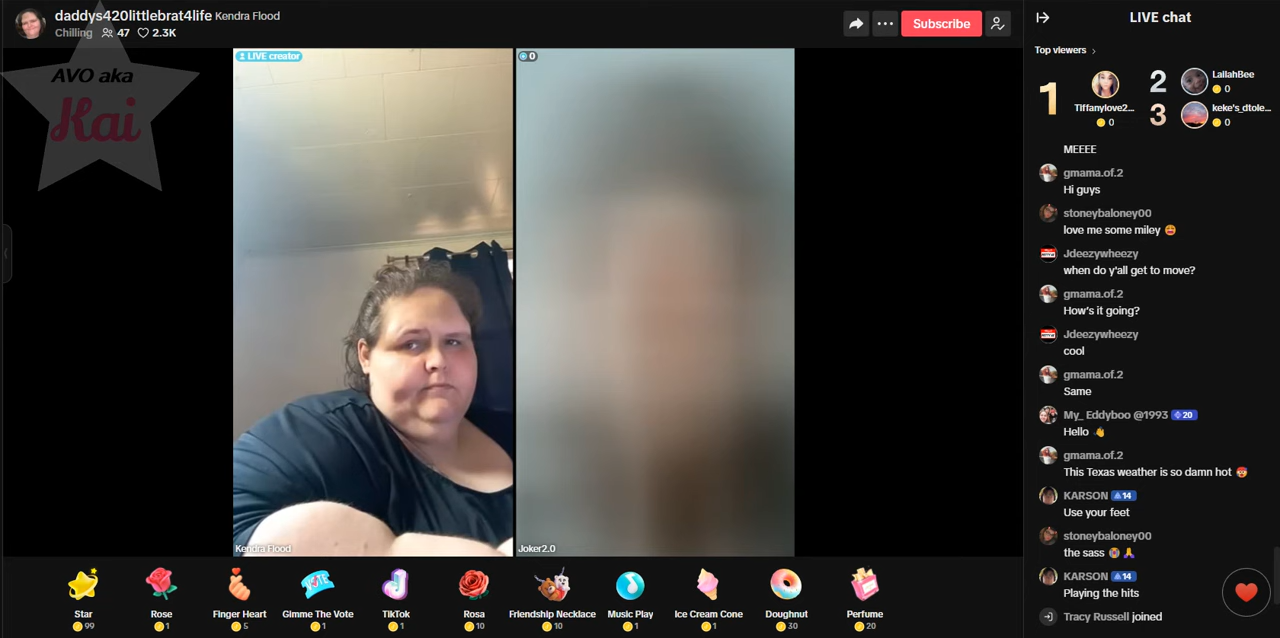 daddys420littlebrat4life Kendra Flood
Chilling 47 2.3K
Subscribe
AVO aka
Kai
LIVE creator
0
Kendra Flood
Joker2.0
Star
99
Rose
1
Finger Heart
5
VOTE
Gimme The Vote
1
TikTok
1
Rosa
10
Friendship Necklace
10
Music Play
1
Ice Cream Cone
1
Doughnut
30
Perfume
20
LIVE chat
Top viewers
1
Tiffanylove2...
0
2
LailahBee
0
3
keke's_dtole...
0
MEEEE
gmama.of.2
Hi guys
stoneybaloney00
love me some miley 😩
Jdeezywheezy
when do y'all get to move?
gmama.of.2
How's it going?
Jdeezywheezy
cool
gmama.of.2
Same
My_ Eddyboo @1993 20
Hello 👋
gmama.of.2
This Texas weather is so damn hot 🥵
KARSON 14
Use your feet
stoneybaloney00
the sass 😭🙏
KARSON 14
Playing the hits
Tracy Russell joined